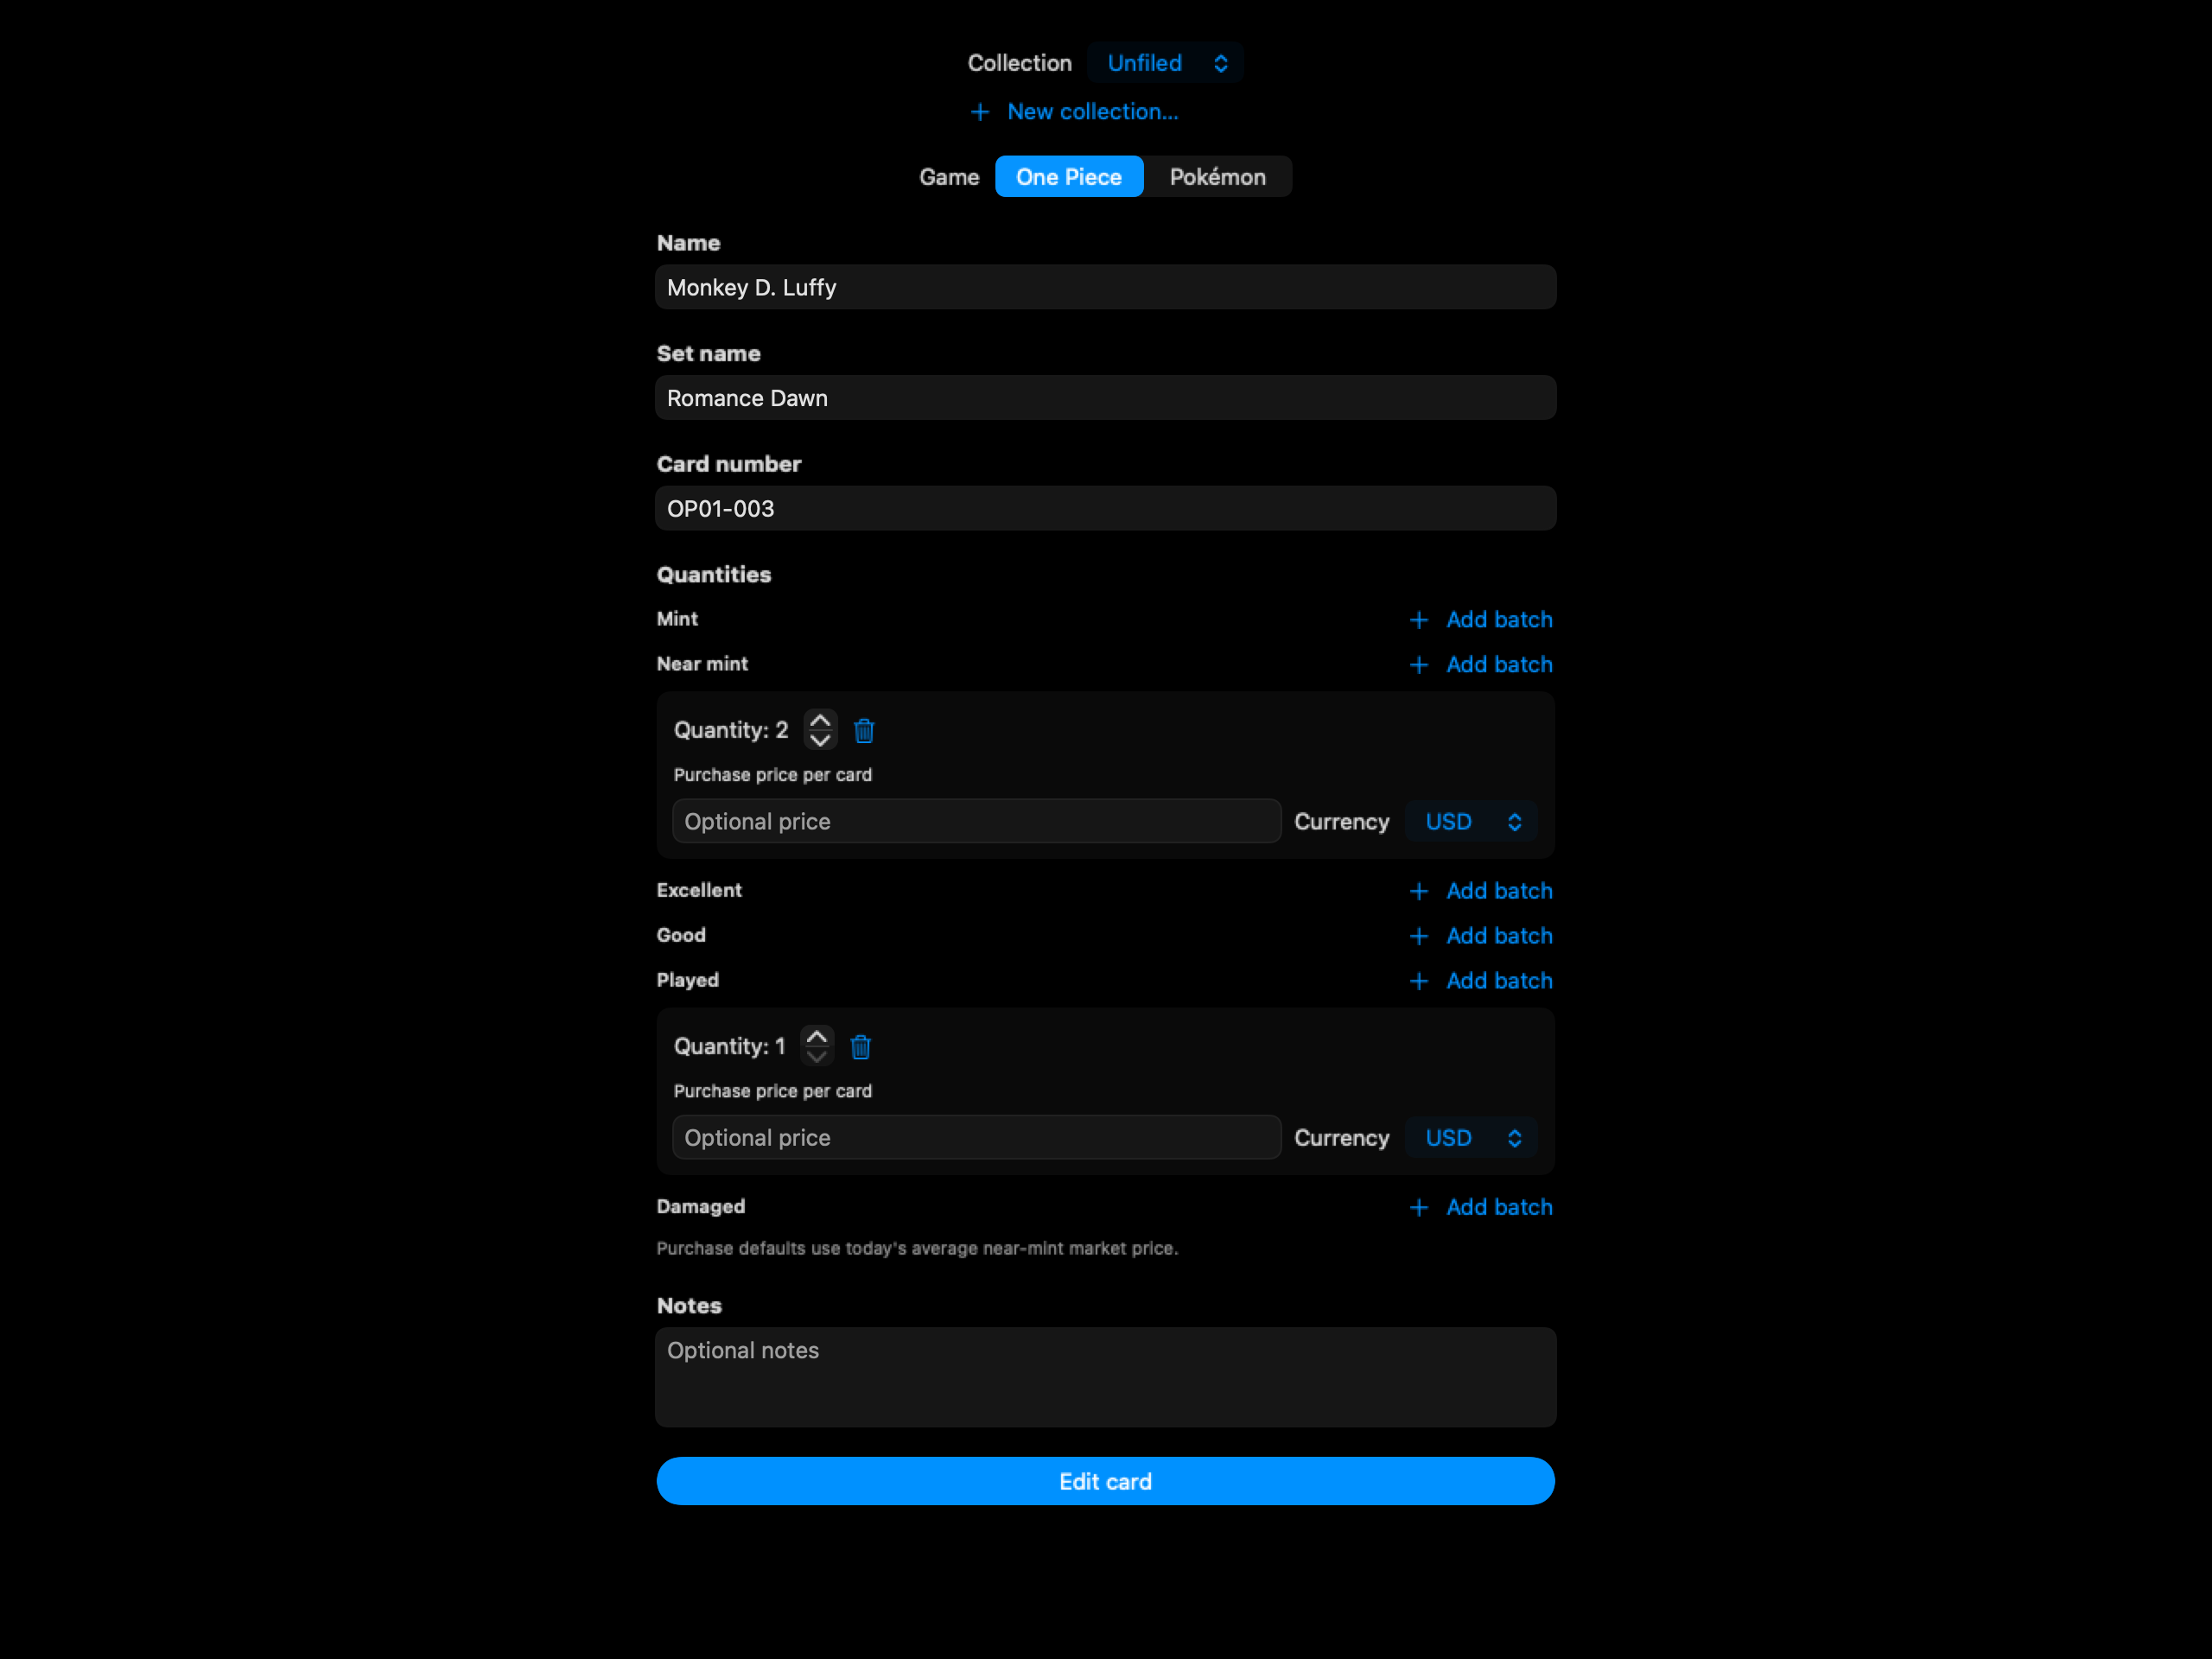 Collection Unfiled
New collection...
Game One Piece Pokémon
Name
Monkey D. Luffy
Set name
Romance Dawn
Card number
OP01-003
Quantities
Mint Add batch
Near mint Add batch
Quantity: 2
Purchase price per card
Optional price Currency USD
Excellent Add batch
Good Add batch
Played Add batch
Quantity: 1
Purchase price per card
Optional price Currency USD
Damaged Add batch
Purchase defaults use today's average near-mint market price.
Notes
Optional notes
Edit card